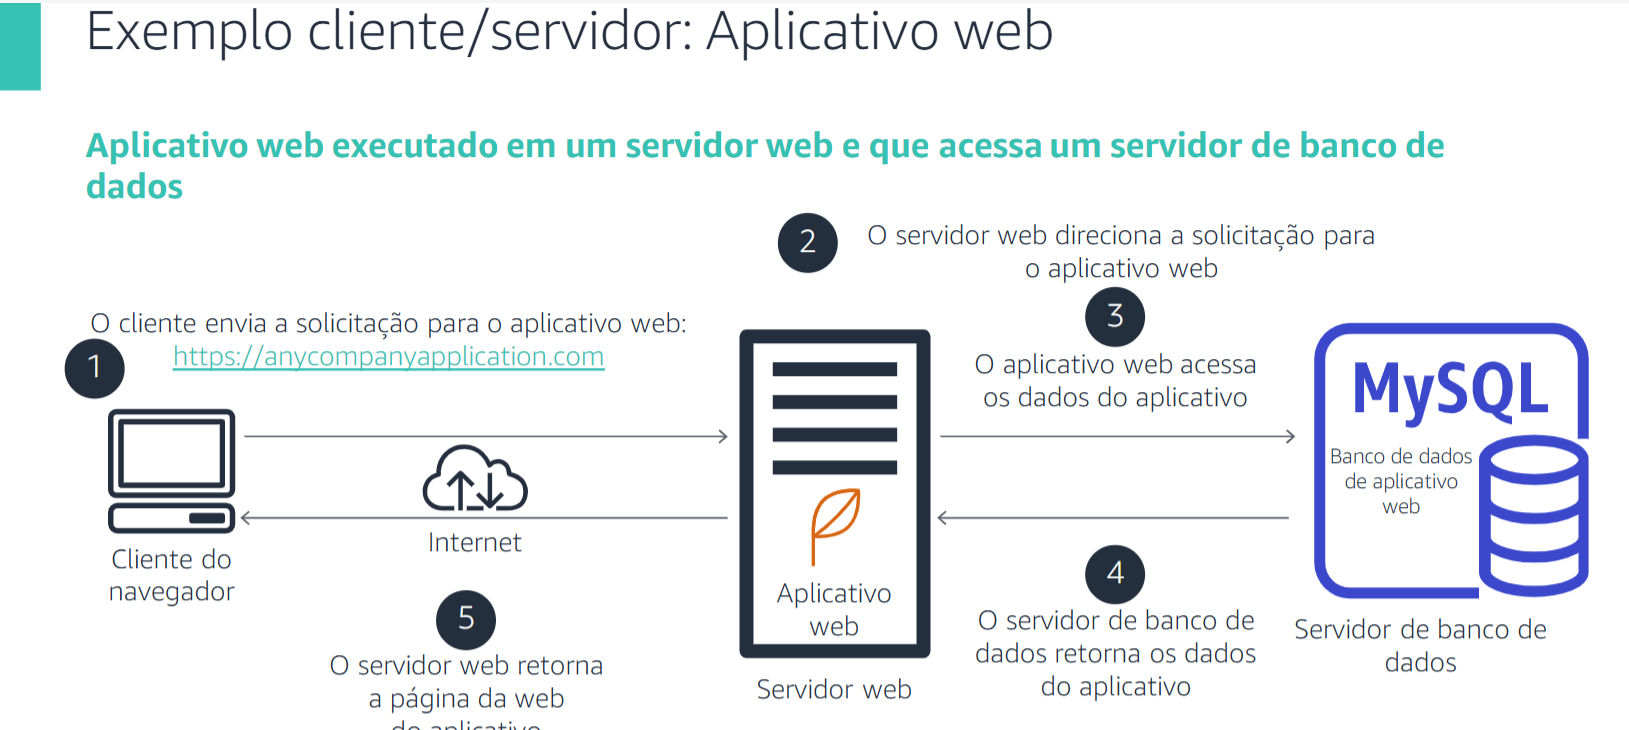 Exemplo cliente/servidor: Aplicativo web
Aplicativo web executado em um servidor web e que acessa um servidor de banco de
dados
2
O servidor web direciona a solicitação para
o aplicativo web
O cliente envia a solicitação para o aplicativo web:
https://anycompanyapplication.com
1
3
O aplicativo web acessa
os dados do aplicativo
MySQL
Banco de dados
de aplicativo
web
Internet
Cliente do
navegador
Aplicativo
web
Servidor web
4
O servidor de banco de
dados retorna os dados
do aplicativo
Servidor de banco de
dados
5
O servidor web retorna
a página da web
do aplicativo